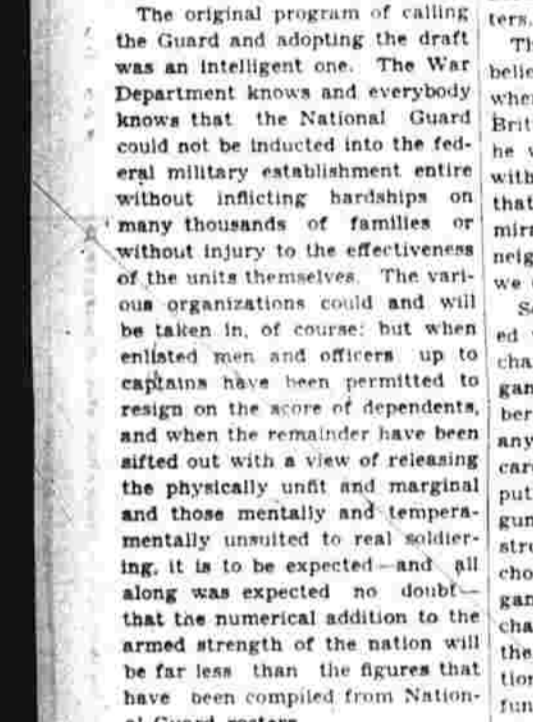 The original program of calling
the Guard and adopting the draft
was an intelligent one. The War
Department knows and everybody
knows that the National Guard
could not be inducted into the fed-
eral military establishment entire
without inflicting hardships on
many thousands of families or
without injury to the effectiveness
of the units themselves. The vari-
ous organizations could and will
be taken in, of course; but when
enlisted men and officers up to
captains have been permitted to
resign on the score of dependents,
and when the remainder have been
sifted out with a view of releasing
the physically unfit and marginal
and those mentally and tempera-
mentally unsuited to real soldier-
ing, it is to be expected—and all
along was expected no doubt—
that the numerical addition to the
armed strength of the nation will
be far less than the figures that
have been compiled from Nation-
al Guard rosters
ters.
Th
belie
when
Brit
he
with
that
mira
neig
we
So
ed
cha
gan
ber
any
care
put
gun
stre
cho
gan
cha
the
tion
fun